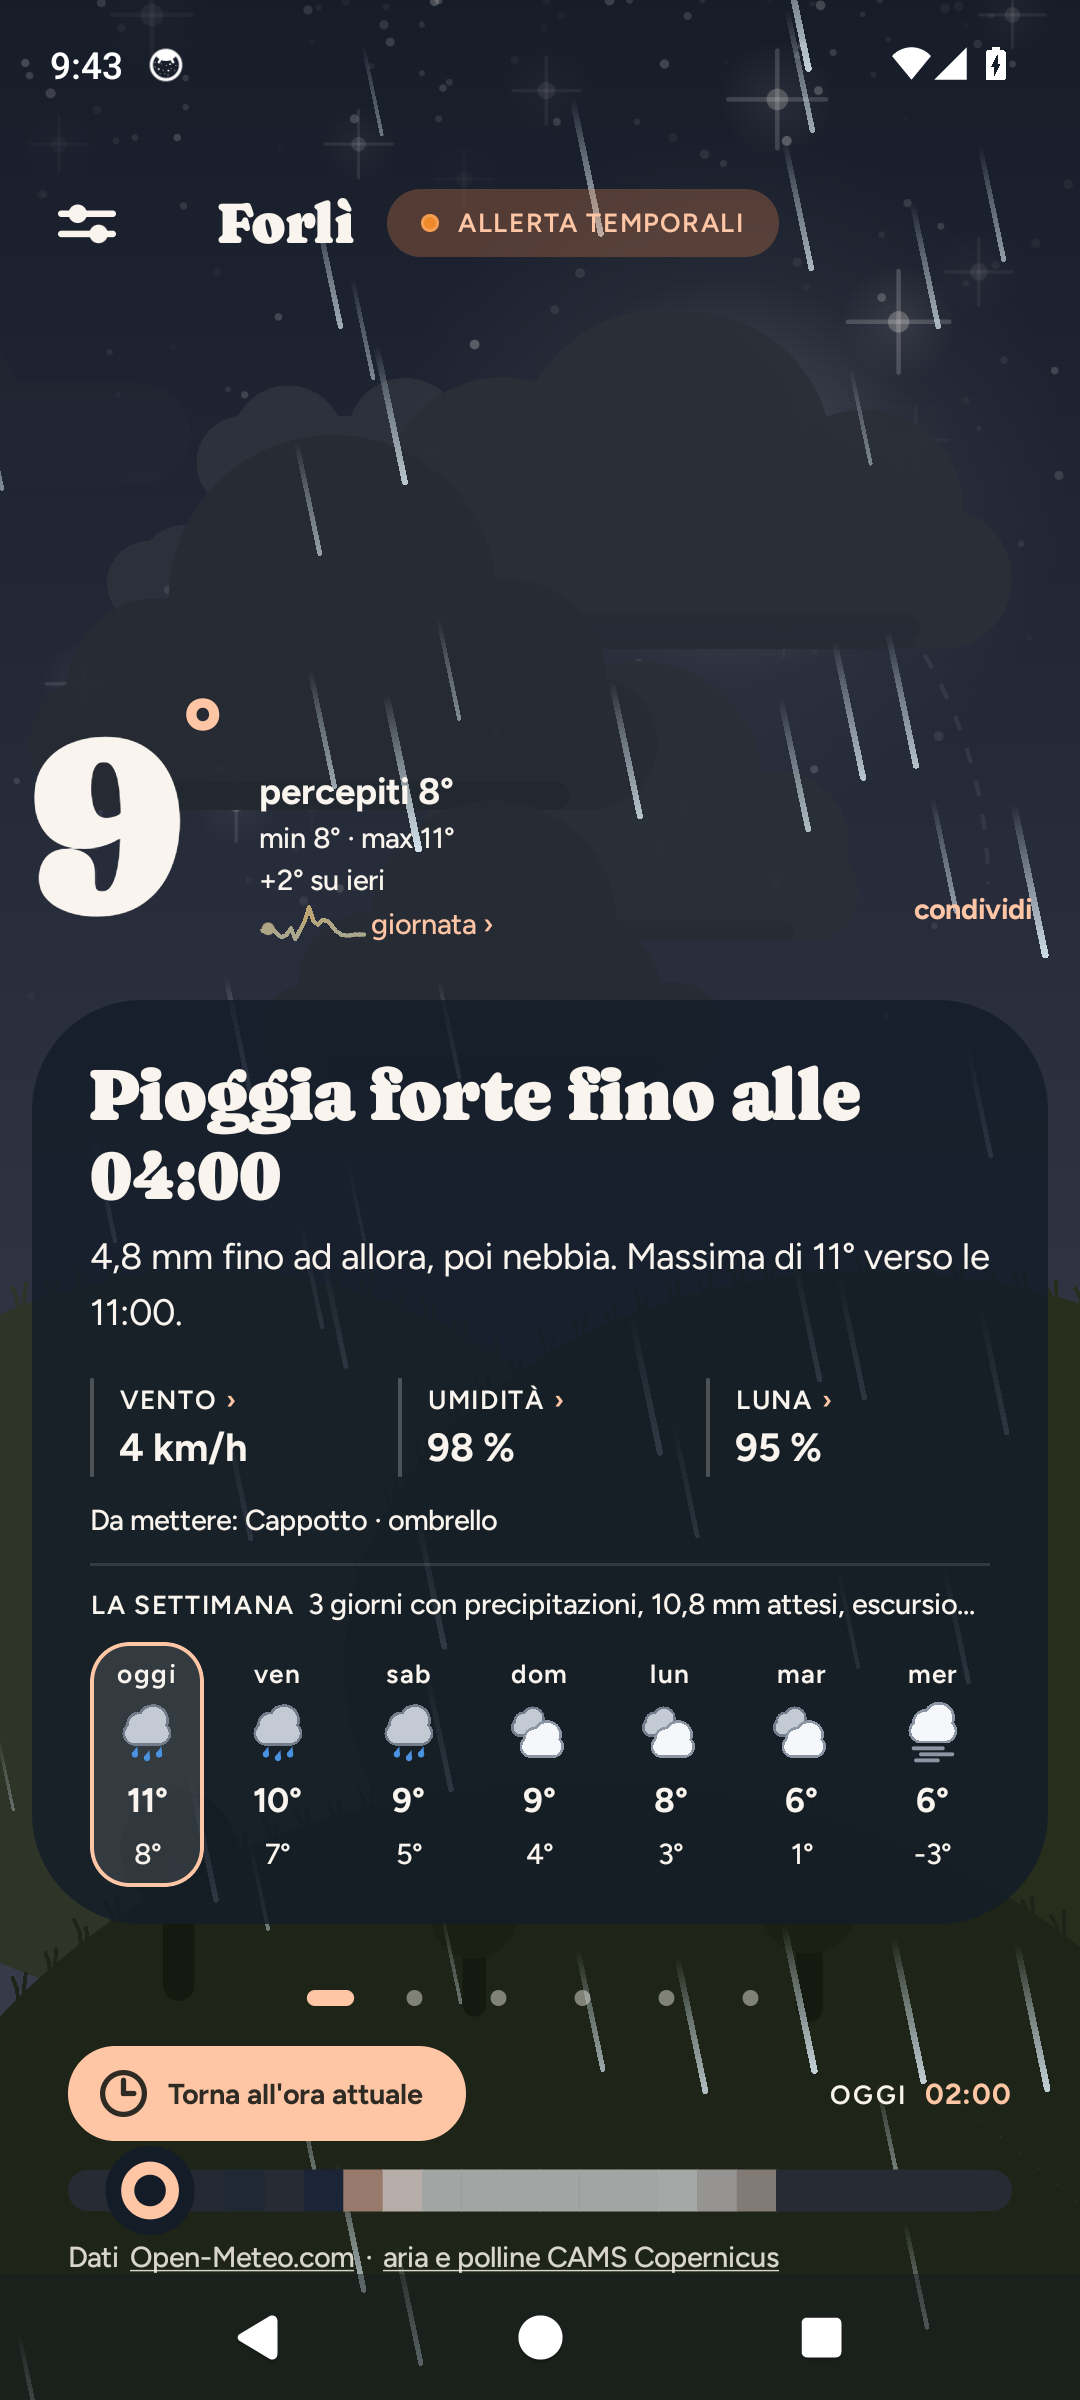 9:43
Forlì
ALLERTA TEMPORALI
9°
percepiti 8°
min 8° · max 11°
+2° su ieri
giornata ›
condividi
Pioggia forte fino alle
04:00
4,8 mm fino ad allora, poi nebbia. Massima di 11° verso le
11:00.
VENTO › UMIDITÀ › LUNA ›
4 km/h 98 % 95 %
Da mettere: Cappotto · ombrello
LA SETTIMANA 3 giorni con precipitazioni, 10,8 mm attesi, escursio...
oggi ven sab dom lun mar mer
11° 10° 9° 9° 8° 6° 6°
8° 7° 5° 4° 3° 1° -3°
Torna all'ora attuale
OGGI 02:00
Dati Open-Meteo.com · aria e polline CAMS Copernicus